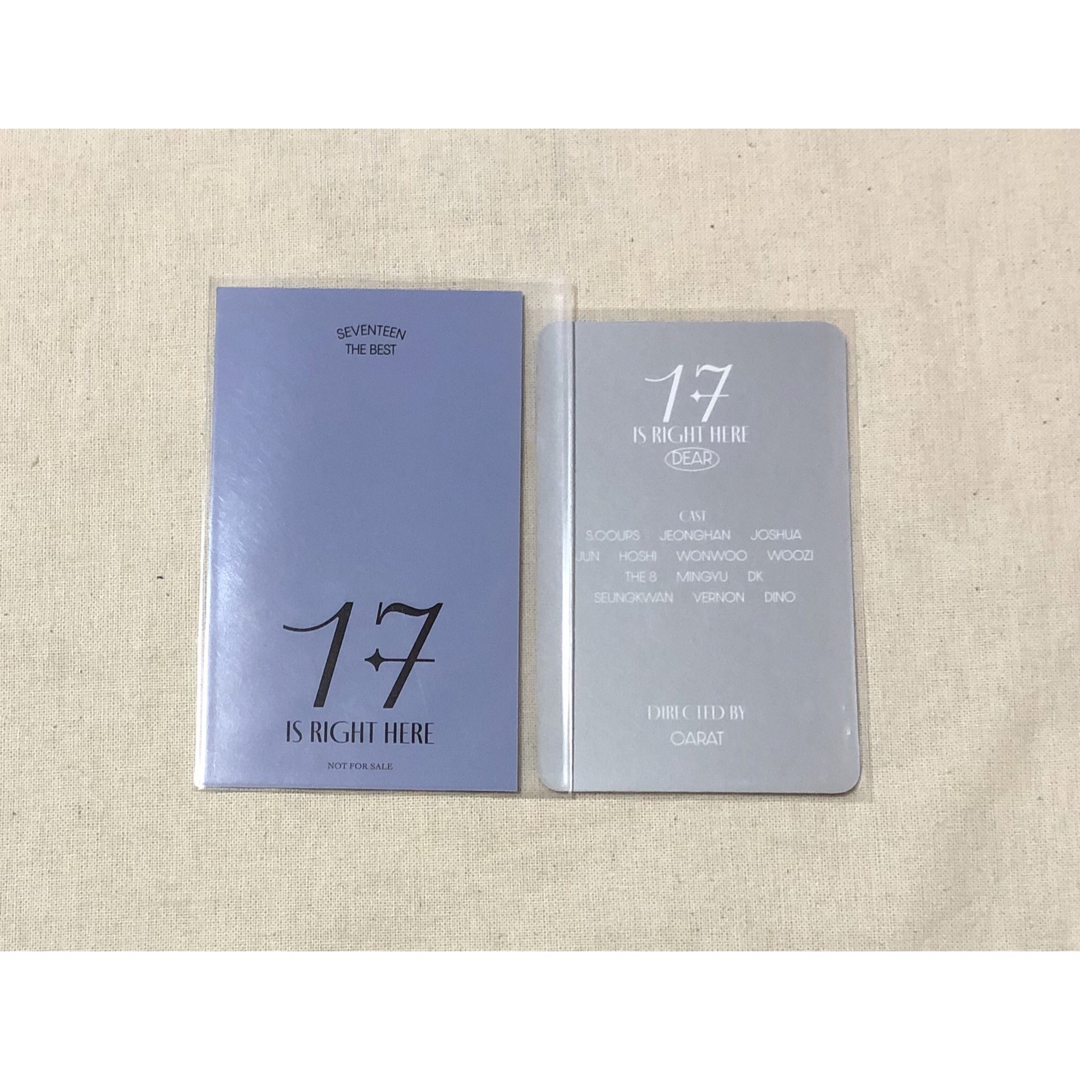 SEVENTEEN
THE BEST
17
IS RIGHT HERE
NOT FOR SALE
17
IS RIGHT HERE
DEAR
CAST
S.COUPS JEONGHAN JOSHUA
JUN HOSHI WONWOO WOOZI
THE 8 MINGYU DK
SEUNGKWAN VERNON DINO
DIRECTED BY
CARAT